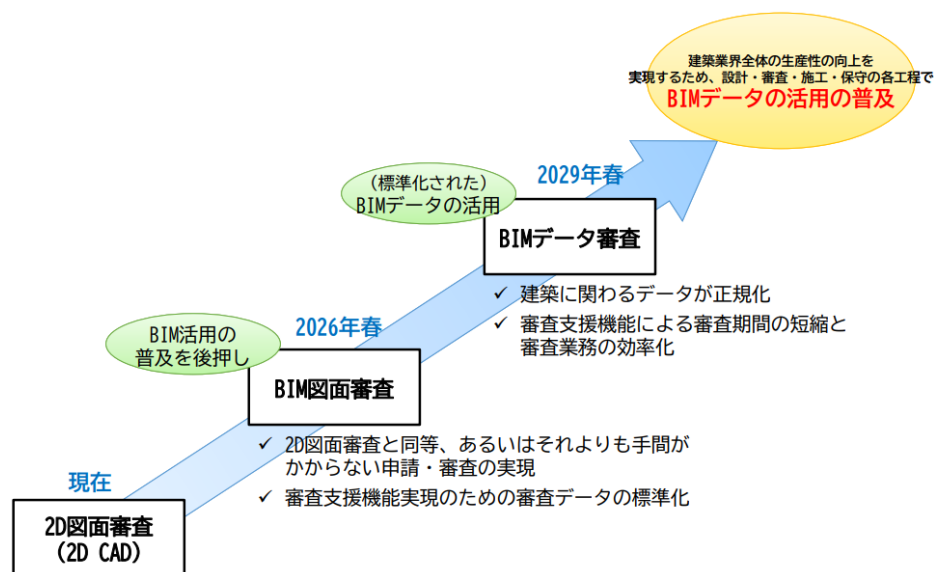 建築業界全体の生産性の向上を
実現するため、設計・審査・施工・保守の各工程で
BIMデータの活用の普及
2029年春
（標準化された）
BIMデータの活用
BIMデータ審査
✓ 建築に関わるデータが正規化
✓ 審査支援機能による審査期間の短縮と
審査業務の効率化
2026年春
BIM活用の
普及を後押し
BIM図面審査
✓ 2D図面審査と同等、あるいはそれよりも手間が
かからない申請・審査の実現
✓ 審査支援機能実現のための審査データの標準化
現在
2D図面審査
（2D CAD）